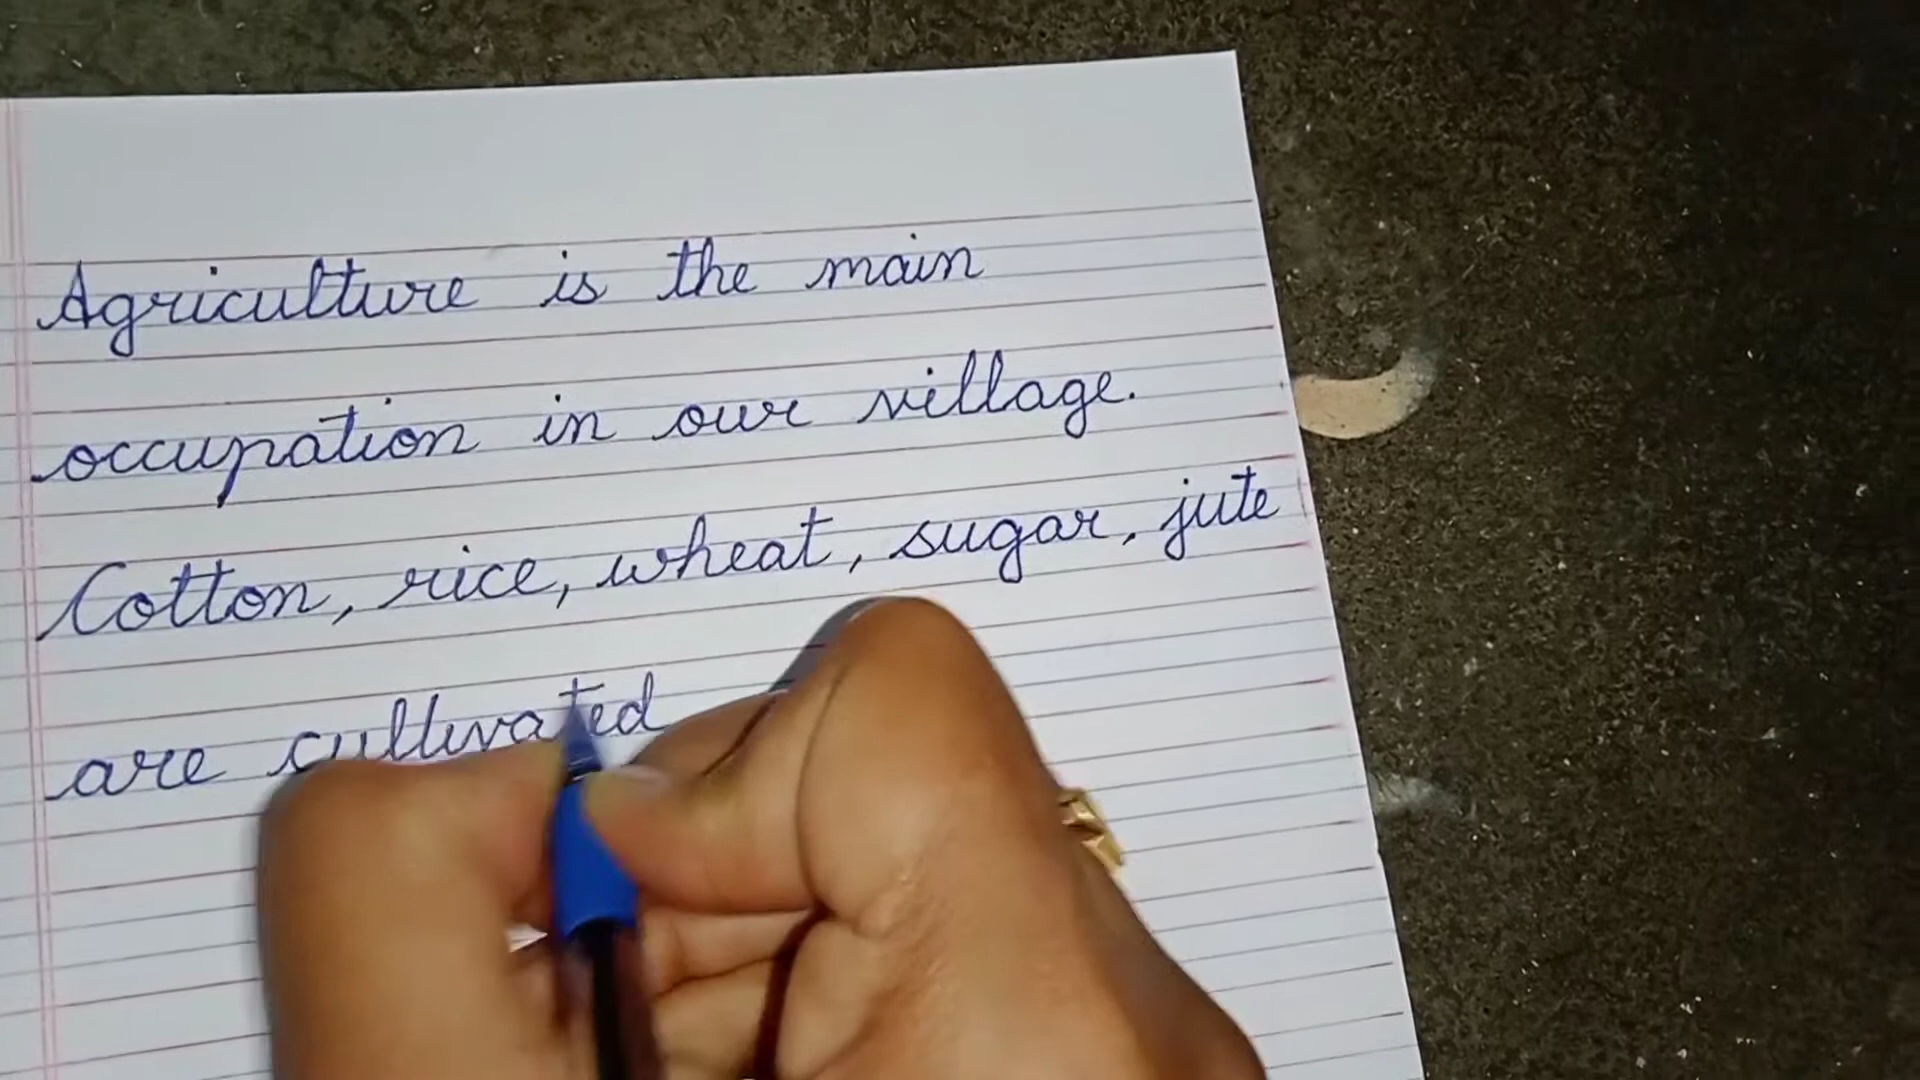 Agriculture is the main
occupation in our village.
Cotton, rice, wheat, sugar, jute
are cultivated